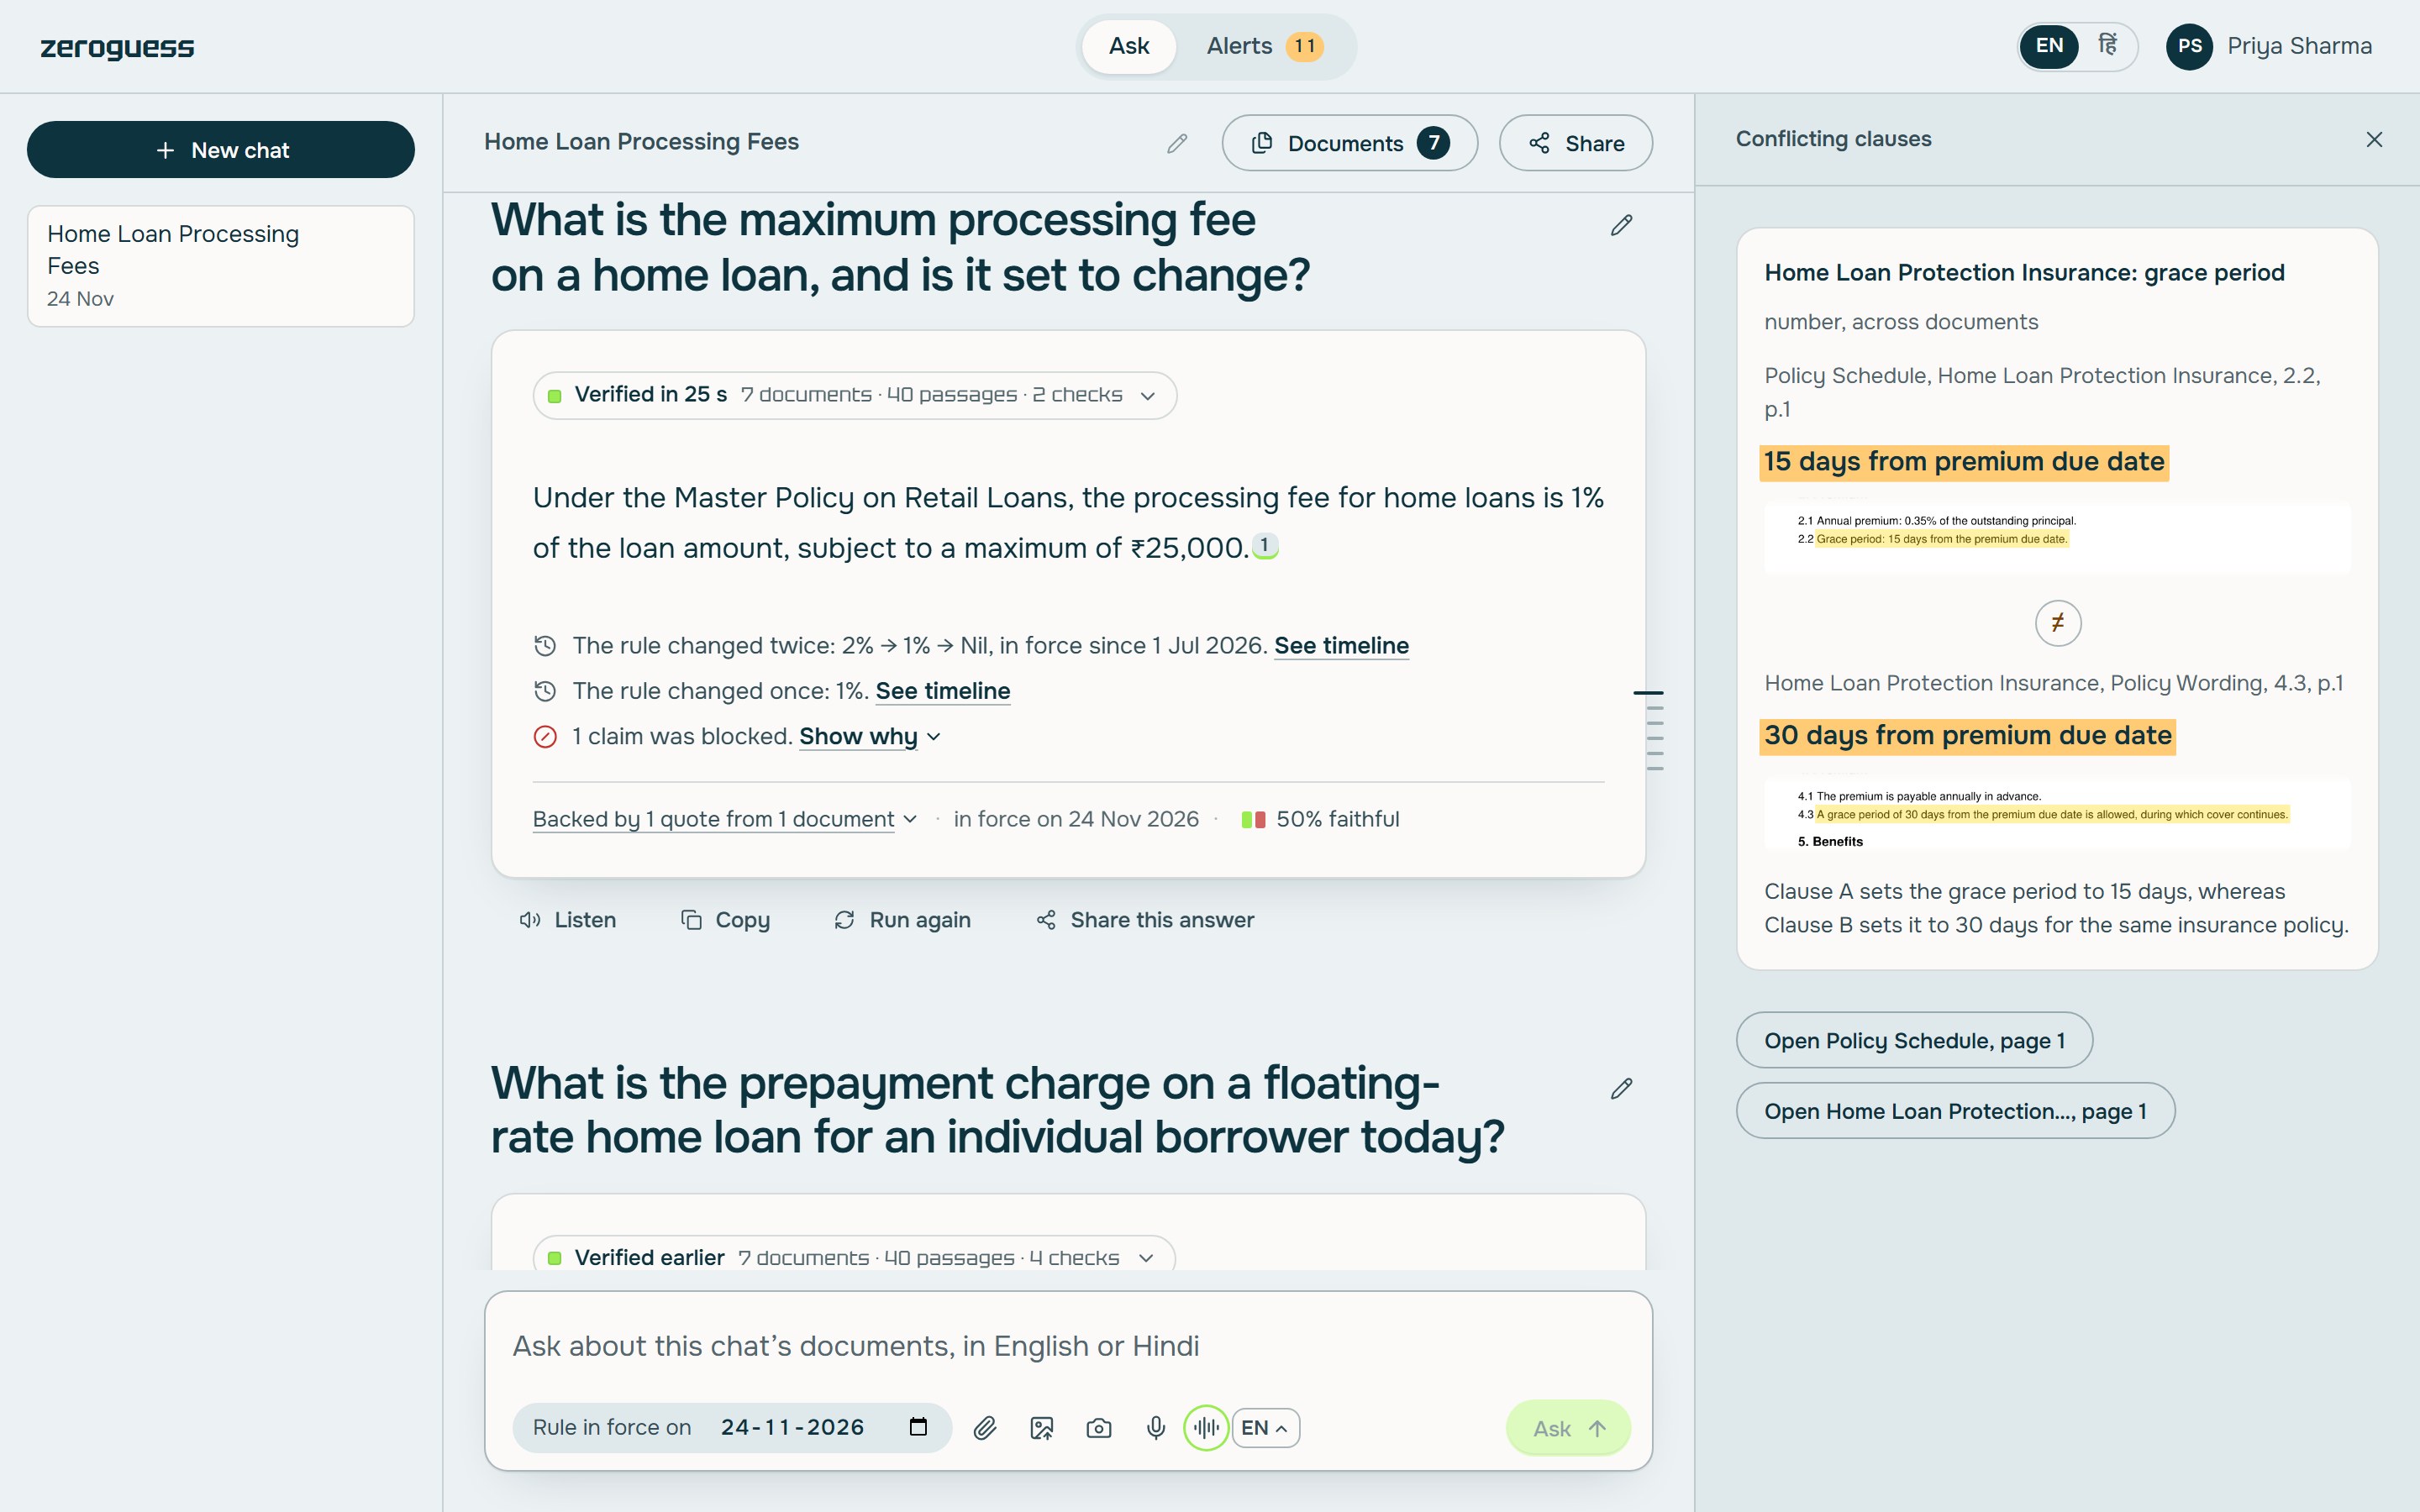 zeroguess
Ask
Alerts 11
EN
हिं
PS
Priya Sharma
+ New chat
Home Loan Processing
Fees
24 Nov
Home Loan Processing Fees
Documents 7
Share
What is the maximum processing fee
on a home loan, and is it set to change?
Verified in 25 s 7 documents · 40 passages · 2 checks
Under the Master Policy on Retail Loans, the processing fee for home loans is 1%
of the loan amount, subject to a maximum of ₹25,000. 1
The rule changed twice: 2% → 1% → Nil, in force since 1 Jul 2026. See timeline
The rule changed once: 1%. See timeline
1 claim was blocked. Show why
Backed by 1 quote from 1 document · in force on 24 Nov 2026 · 50% faithful
Listen
Copy
Run again
Share this answer
What is the prepayment charge on a floating-
rate home loan for an individual borrower today?
Verified earlier 7 documents · 40 passages · 4 checks
Ask about this chat’s documents, in English or Hindi
Rule in force on 24-11-2026
EN
Ask
Conflicting clauses
Home Loan Protection Insurance: grace period
number, across documents
Policy Schedule, Home Loan Protection Insurance, 2.2,
p.1
15 days from premium due date
2.1 Annual premium: 0.35% of the outstanding principal.
2.2 Grace period: 15 days from the premium due date.
≠
Home Loan Protection Insurance, Policy Wording, 4.3, p.1
30 days from premium due date
4.1 The premium is payable annually in advance.
4.3 A grace period of 30 days from the premium due date is allowed, during which cover continues.
5. Benefits
Clause A sets the grace period to 15 days, whereas
Clause B sets it to 30 days for the same insurance policy.
Open Policy Schedule, page 1
Open Home Loan Protection..., page 1